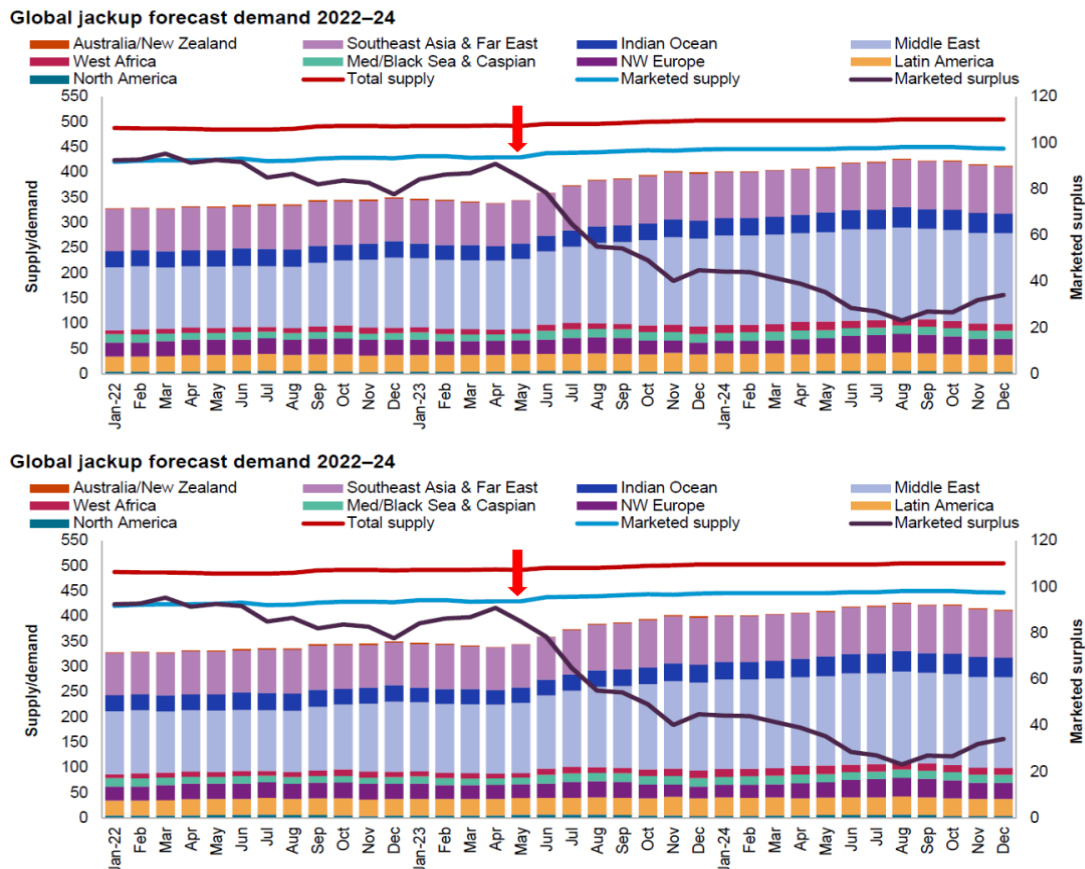 Global jackup forecast demand 2022–24
Australia/New Zealand Southeast Asia & Far East Indian Ocean Middle East
West Africa Med/Black Sea & Caspian NW Europe Latin America
North America Total supply Marketed supply Marketed surplus
550 120
500
450 100
400
350 80
300
250 60
200
150 40
100
50 20
0 0
Supply/demand
Marketed surplus
Jan-22 Feb Mar Apr May Jun Jul Aug Sep Oct Nov Dec Jan-23 Feb Mar Apr May Jun Jul Aug Sep Oct Nov Dec Jan-24 Feb Mar Apr May Jun Jul Aug Sep Oct Nov Dec
Global jackup forecast demand 2022–24
Australia/New Zealand Southeast Asia & Far East Indian Ocean Middle East
West Africa Med/Black Sea & Caspian NW Europe Latin America
North America Total supply Marketed supply Marketed surplus
550 120
500
450 100
400
350 80
300
250 60
200
150 40
100
50 20
0 0
Supply/demand
Marketed surplus
Jan-22 Feb Mar Apr May Jun Jul Aug Sep Oct Nov Dec Jan-23 Feb Mar Apr May Jun Jul Aug Sep Oct Nov Dec Jan-24 Feb Mar Apr May Jun Jul Aug Sep Oct Nov Dec